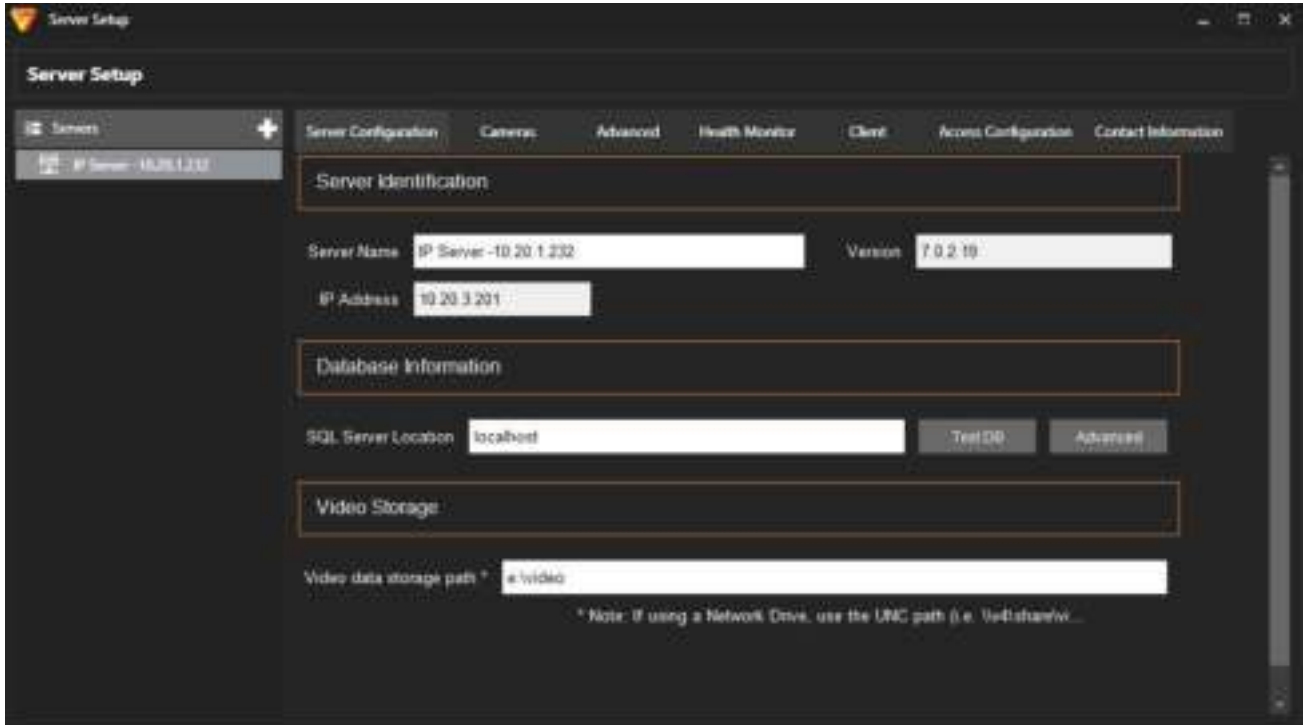 Server Setup
Server Setup
Servers
IP Server -10.20.1.232
Server Configuration Cameras Advanced Health Monitor Client Access Configuration Contact Information
Server Identification
Server Name IP Server -10.20.1.232 Version 7.0.2.19
IP Address 10.20.3.201
Database Information
SQL Server Location localhost Test DB Advanced
Video Storage
Video data storage path * e:\video
* Note: If using a Network Drive, use the UNC path (i.e.